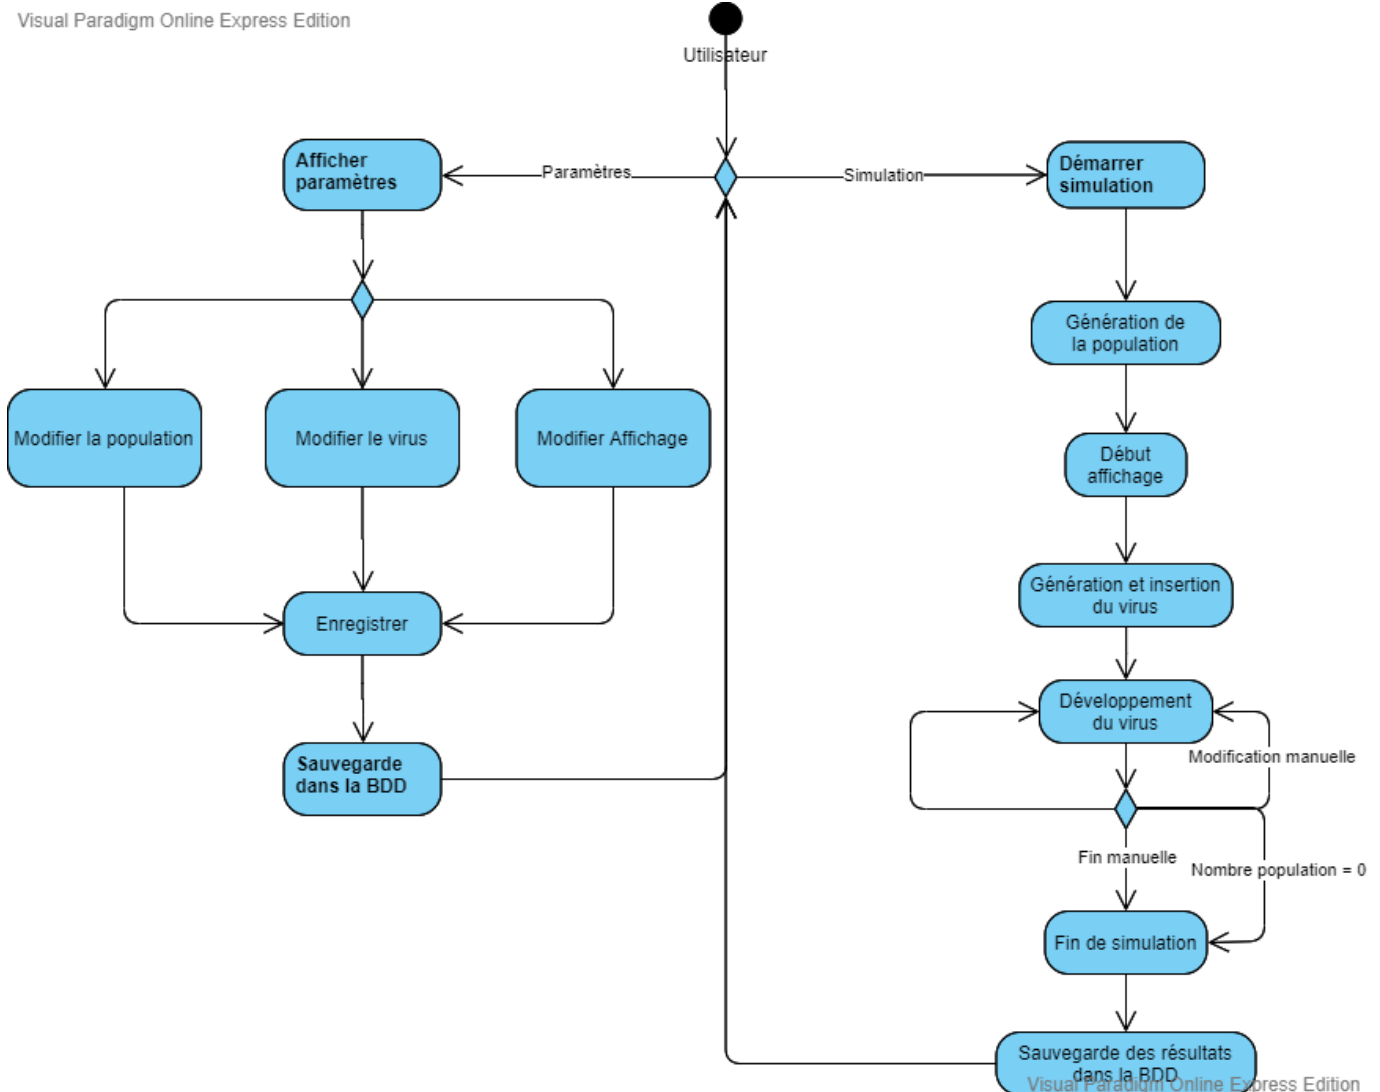 Visual Paradigm Online Express Edition
Utilisateur
Afficher
paramètres
Paramètres
Simulation
Démarrer
simulation
Génération de
la population
Modifier la population
Modifier le virus
Modifier Affichage
Début
affichage
Génération et insertion
du virus
Enregistrer
Développement
du virus
Modification manuelle
Sauvegarde
dans la BDD
Fin manuelle
Nombre population = 0
Fin de simulation
Sauvegarde des résultats
dans la BDD
Visual Paradigm Online Express Edition